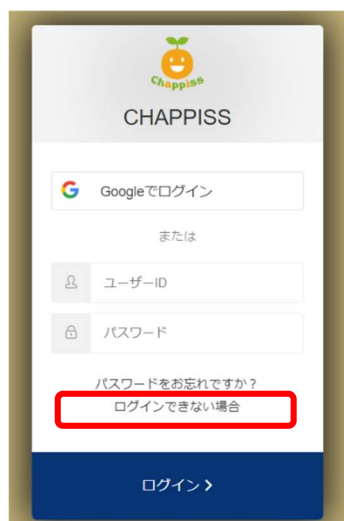 Chappiss
CHAPPISS
Googleでログイン
または
ユーザーID
パスワード
パスワードをお忘れですか？
ログインできない場合
ログイン